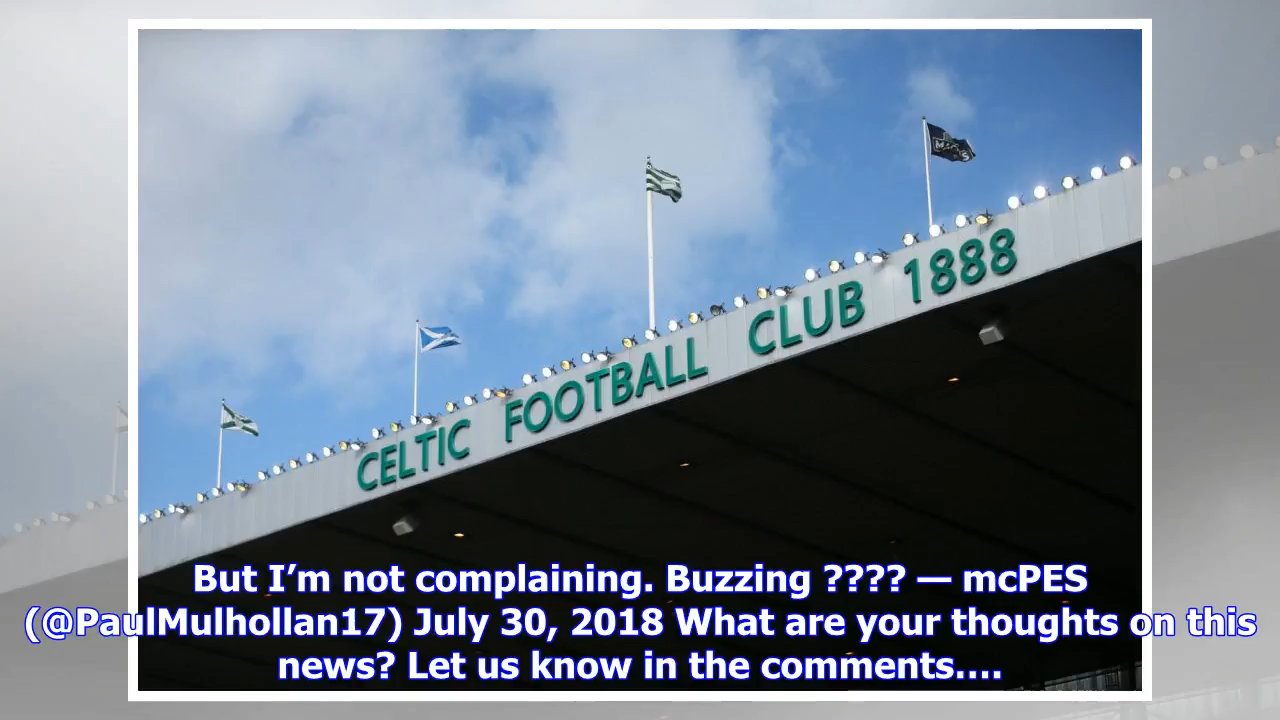 CELTIC FOOTBALL CLUB 1888
But I’m not complaining. Buzzing ???? — mcPES
(@PaulMulhollan17) July 30, 2018 What are your thoughts on this
news? Let us know in the comments....